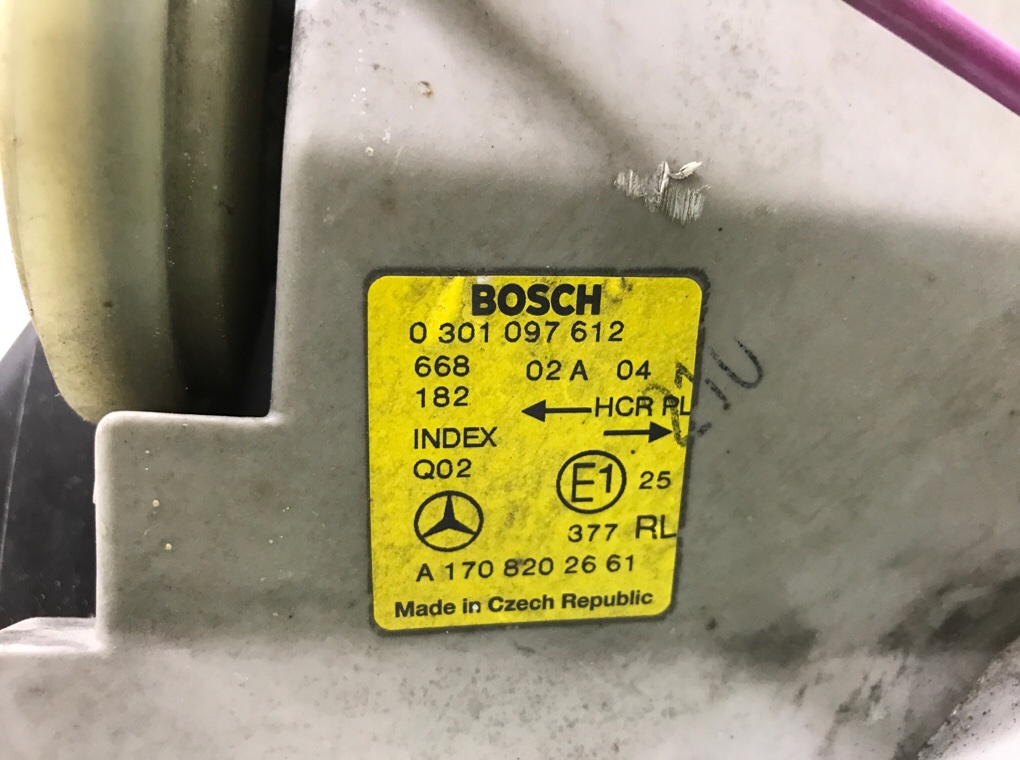 BOSCH
0 301 097 612
668 02 A 04
182 HCR PL
INDEX
Q02 E1 25
377 RL
A 170 820 26 61
Made in Czech Republic